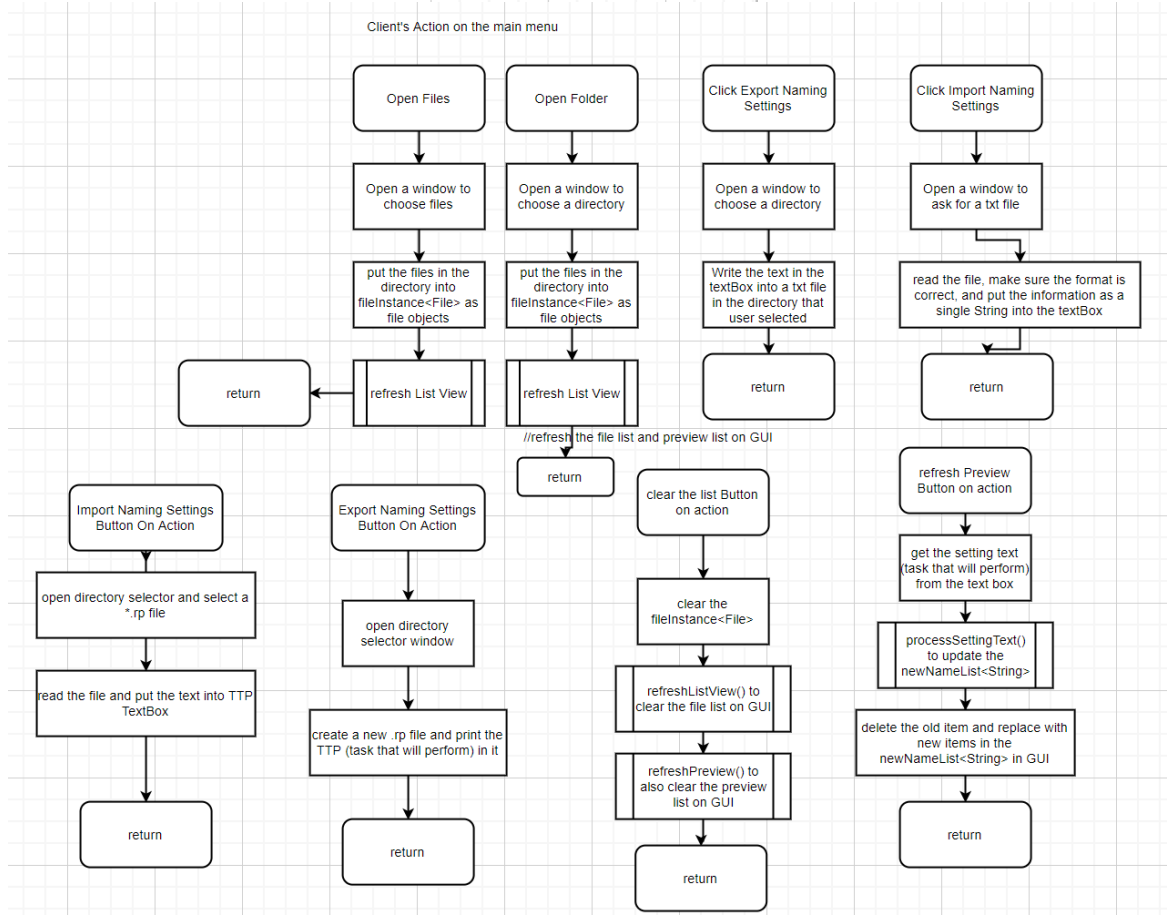 Client's Action on the main menu
Open Files
Open Folder
Click Export Naming
Settings
Click Import Naming
Settings
Open a window to
choose files
Open a window to
choose a directory
Open a window to
choose a directory
Open a window to
ask for a txt file
put the files in the
directory into
fileInstance<File> as
file objects
put the files in the
directory into
fileInstance<File> as
file objects
Write the text in the
textBox into a txt file
in the directory that
user selected
read the file, make sure the format is
correct, and put the information as a
single String into the textBox
return
refresh List View
refresh List View
return
return
//refresh the file list and preview list on GUI
return
Import Naming Settings
Button On Action
Export Naming Settings
Button On Action
clear the list Button
on action
refresh Preview
Button on action
open directory selector and select a
*.rp file
open directory
selector window
clear the
fileInstance<File>
get the setting text
(task that will perform)
from the text box
read the file and put the text into TTP
TextBox
create a new .rp file and print the
TTP (task that will perform) in it
refreshListView() to
clear the file list on GUI
processSettingText()
to update the
newNameList<String>
refreshPreview() to
also clear the preview
list on GUI
delete the old item and replace with
new items in the
newNameList<String> in GUI
return
return
return
return